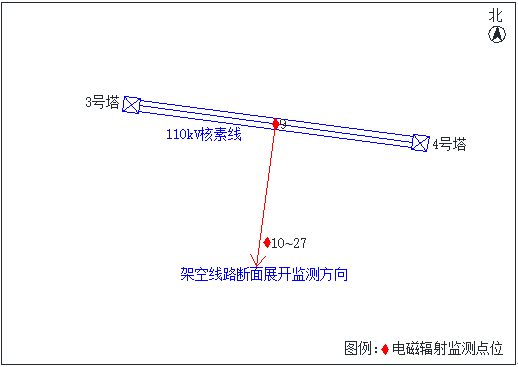 北
3号塔
110kV核素线
9
4号塔
10~27
架空线路断面展开监测方向
图例：电磁辐射监测点位